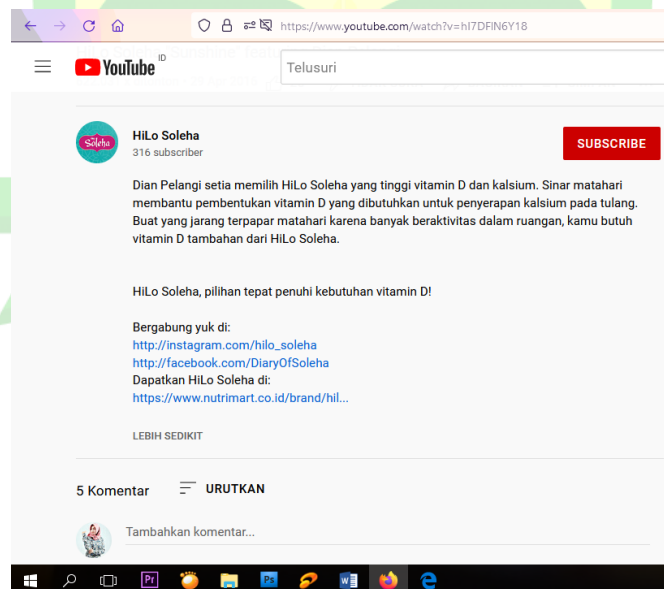 https://www.youtube.com/watch?v=hI7DFlN6Y18
YouTube ID
Telusuri
Soleha
HiLo Soleha
316 subscriber
SUBSCRIBE
Dian Pelangi setia memilih HiLo Soleha yang tinggi vitamin D dan kalsium. Sinar matahari
membantu pembentukan vitamin D yang dibutuhkan untuk penyerapan kalsium pada tulang.
Buat yang jarang terpapar matahari karena banyak beraktivitas dalam ruangan, kamu butuh
vitamin D tambahan dari HiLo Soleha.
HiLo Soleha, pilihan tepat penuhi kebutuhan vitamin D!
Bergabung yuk di:
http://instagram.com/hilo_soleha
http://facebook.com/DiaryOfSoleha
Dapatkan HiLo Soleha di:
https://www.nutrimart.co.id/brand/hil...
LEBIH SEDIKIT
5 Komentar
URUTKAN
Tambahkan komentar...
Pr
Ps
W